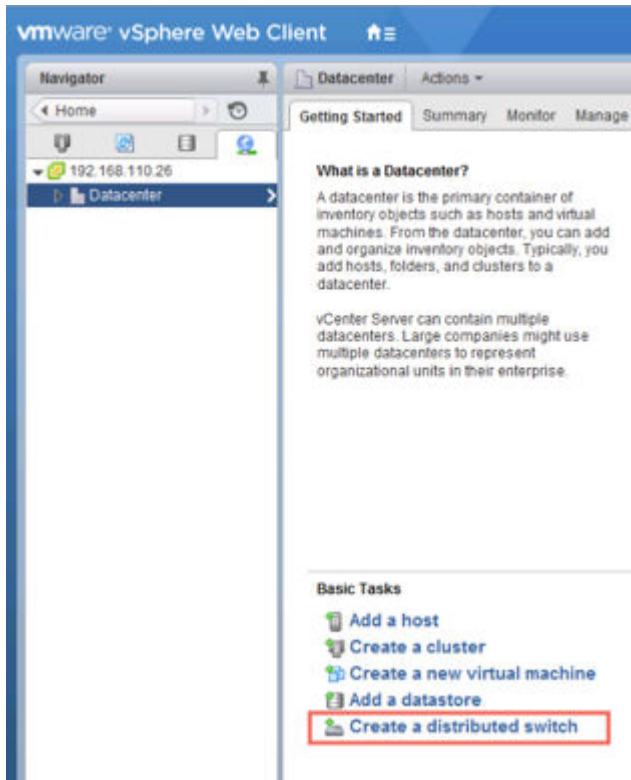 vmware® vSphere Web Client
Navigator
Home
192.168.110.26
Datacenter
Datacenter Actions
Getting Started Summary Monitor Manage
What is a Datacenter?
A datacenter is the primary container of
inventory objects such as hosts and virtual
machines. From the datacenter, you can add
and organize inventory objects. Typically, you
add hosts, folders, and clusters to a
datacenter.
vCenter Server can contain multiple
datacenters. Large companies might use
multiple datacenters to represent
organizational units in their enterprise.
Basic Tasks
Add a host
Create a cluster
Create a new virtual machine
Add a datastore
Create a distributed switch